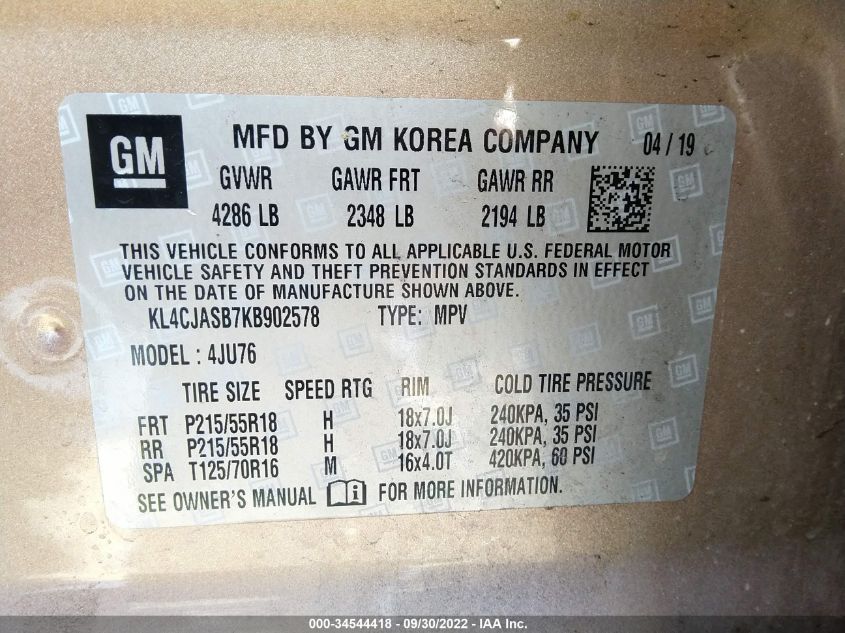 GM
MFD BY GM KOREA COMPANY 04 / 19
GVWR GAWR FRT GAWR RR
4286 LB 2348 LB 2194 LB
THIS VEHICLE CONFORMS TO ALL APPLICABLE U.S. FEDERAL MOTOR
VEHICLE SAFETY AND THEFT PREVENTION STANDARDS IN EFFECT
ON THE DATE OF MANUFACTURE SHOWN ABOVE.
KL4CJASB7KB902578 TYPE: MPV
MODEL : 4JU76
TIRE SIZE SPEED RTG RIM COLD TIRE PRESSURE
FRT P215/55R18 H 18x7.0J 240KPA, 35 PSI
RR P215/55R18 H 18x7.0J 240KPA, 35 PSI
SPA T125/70R16 M 16x4.0T 420KPA, 60 PSI
SEE OWNER'S MANUAL FOR MORE INFORMATION.
000-34544418 - 09/30/2022 - IAA Inc.